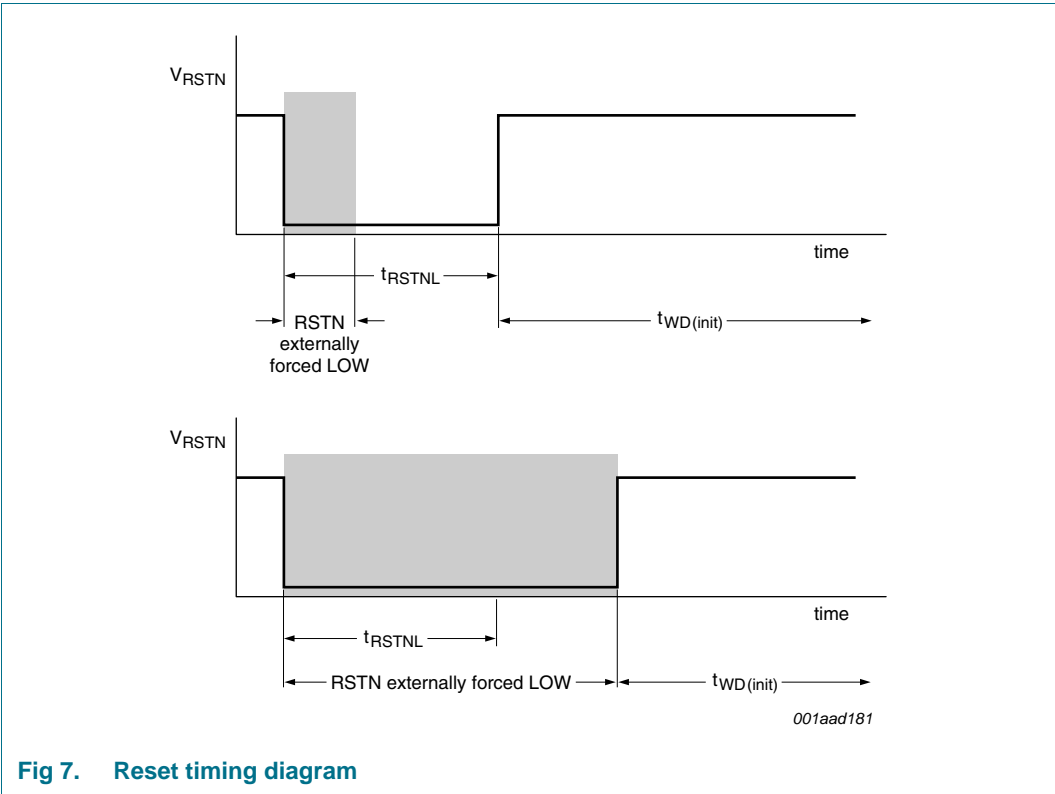 VRSTN
time
tRSTNL
RSTN
externally
forced LOW
tWD(init)
VRSTN
time
tRSTNL
RSTN externally forced LOW
tWD(init)
001aad181
Fig 7. Reset timing diagram